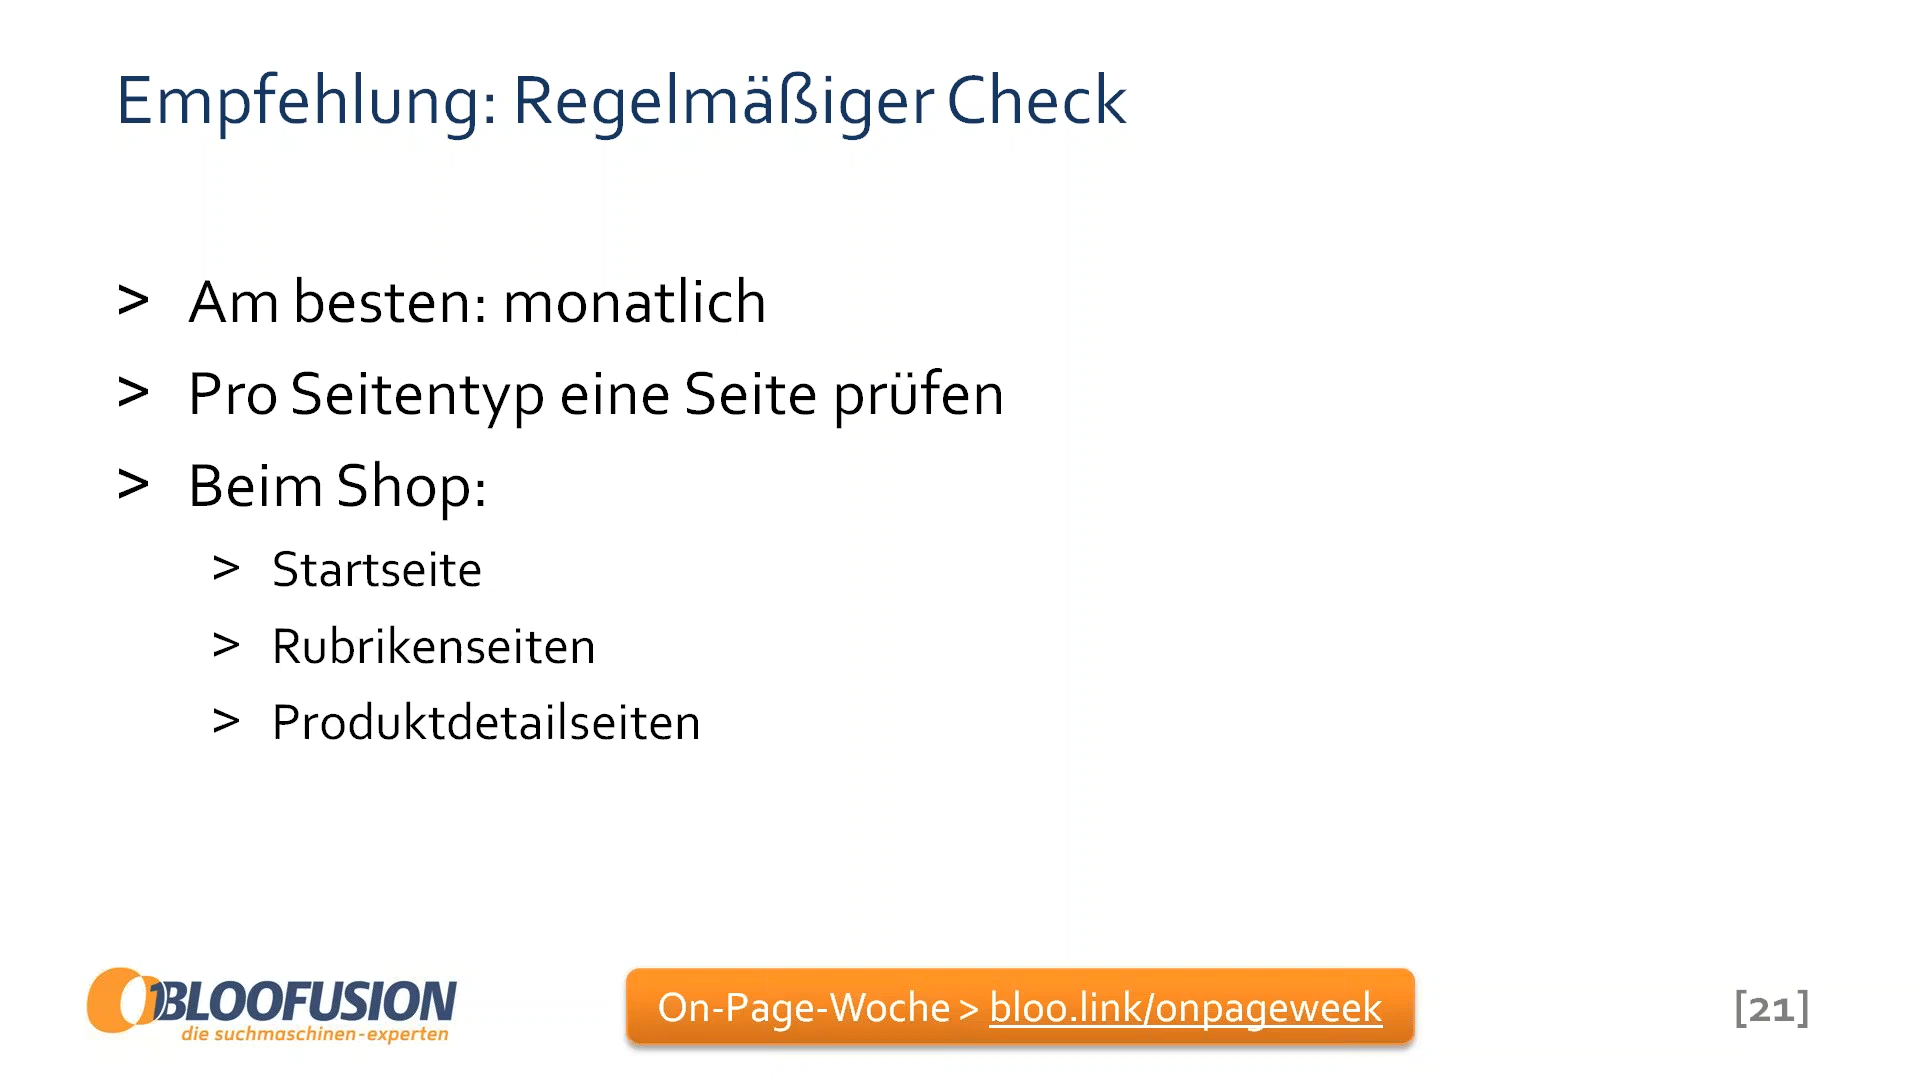 Empfehlung: Regelmäßiger Check
> Am besten: monatlich
> Pro Seitentyp eine Seite prüfen
> Beim Shop:
> Startseite
> Rubrikenseiten
> Produktdetailseiten
BLOOFUSION
die suchmaschinen-experten
On-Page-Woche > bloo.link/onpageweek
[21]